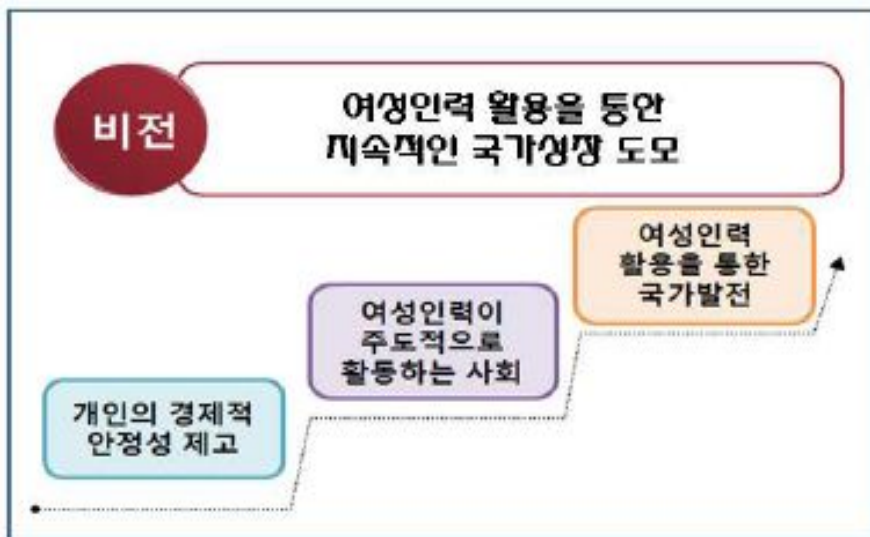 비전
여성인력 활용을 통한
지속적인 국가성장 도모
여성인력
활용을 통한
국가발전
여성인력이
주도적으로
활동하는 사회
개인의 경제적
안정성 제고